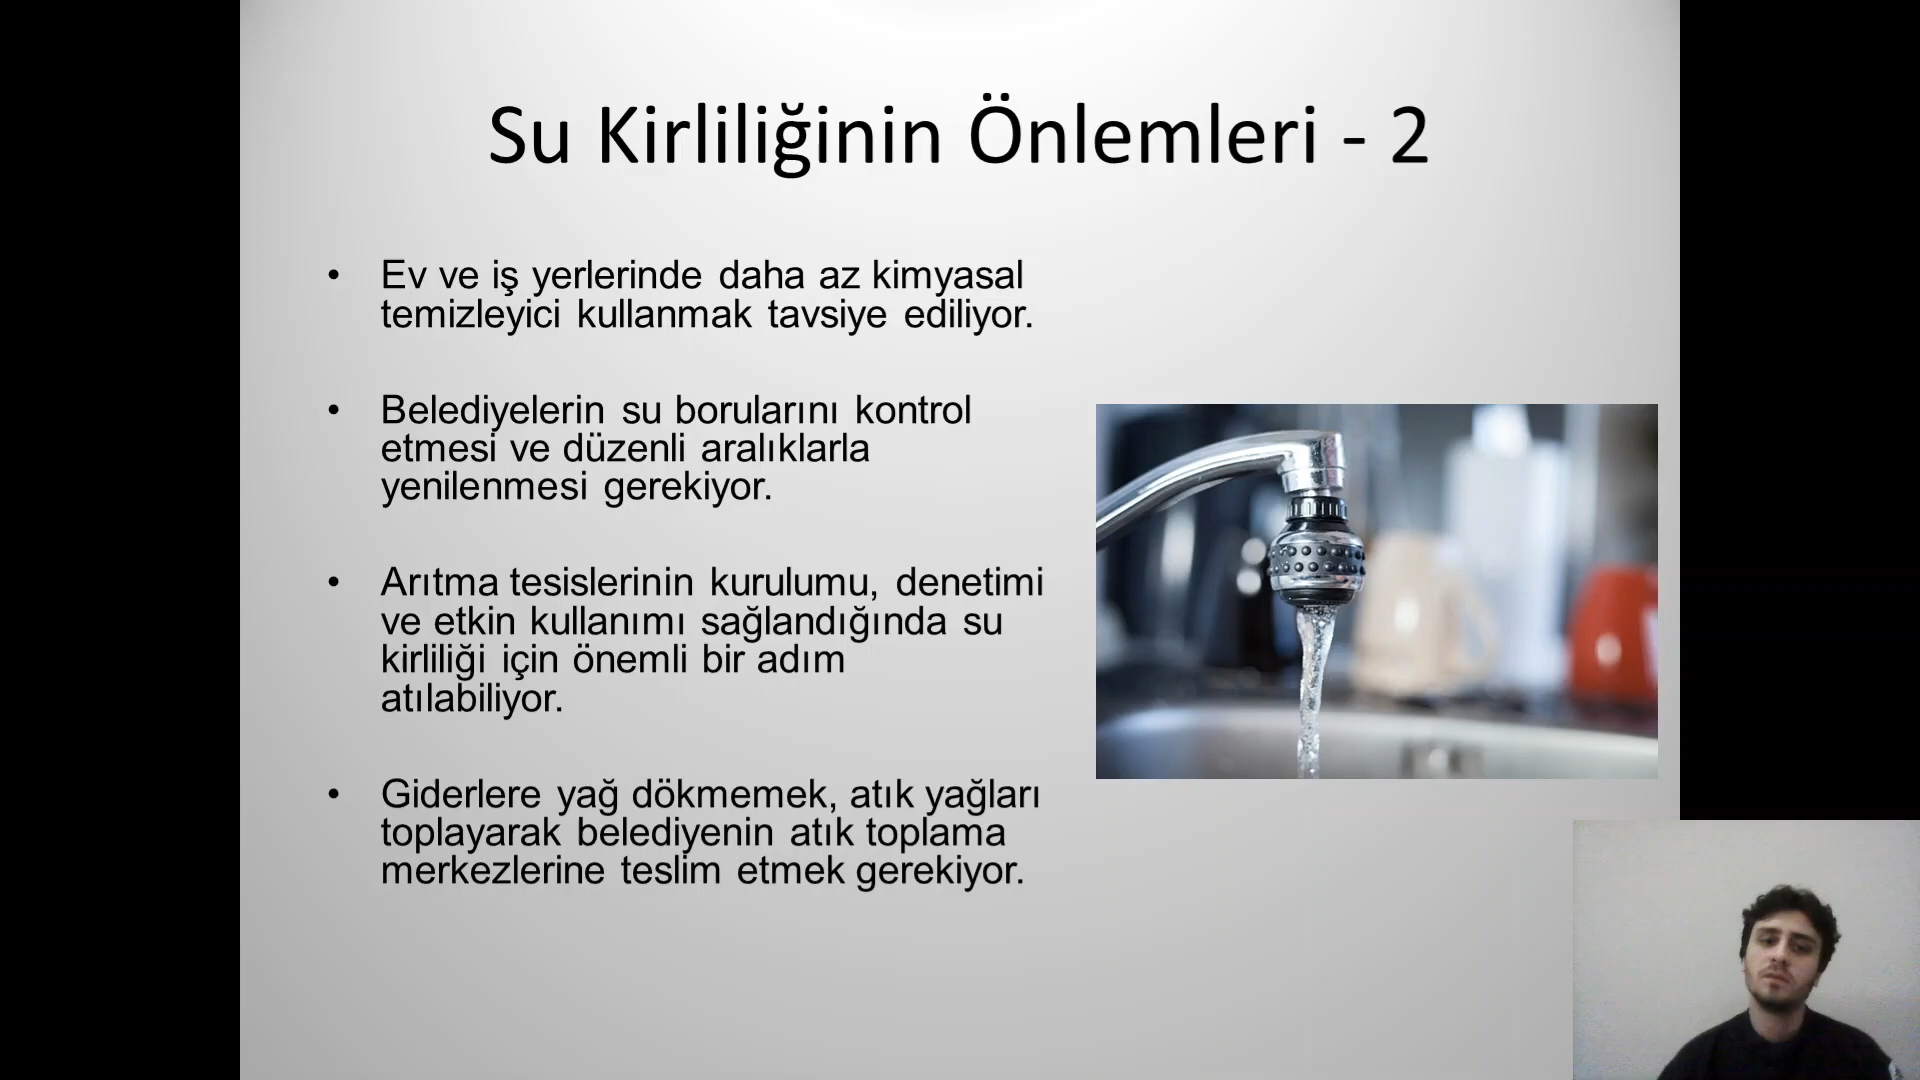 Su Kirliliğinin Önlemleri - 2
• Ev ve iş yerlerinde daha az kimyasal
temizleyici kullanmak tavsiye ediliyor.
• Belediyelerin su borularını kontrol
etmesi ve düzenli aralıklarla
yenilenmesi gerekiyor.
• Arıtma tesislerinin kurulumu, denetimi
ve etkin kullanımı sağlandığında su
kirliliği için önemli bir adım
atılabiliyor.
• Giderlere yağ dökmemek, atık yağları
toplayarak belediyenin atık toplama
merkezlerine teslim etmek gerekiyor.